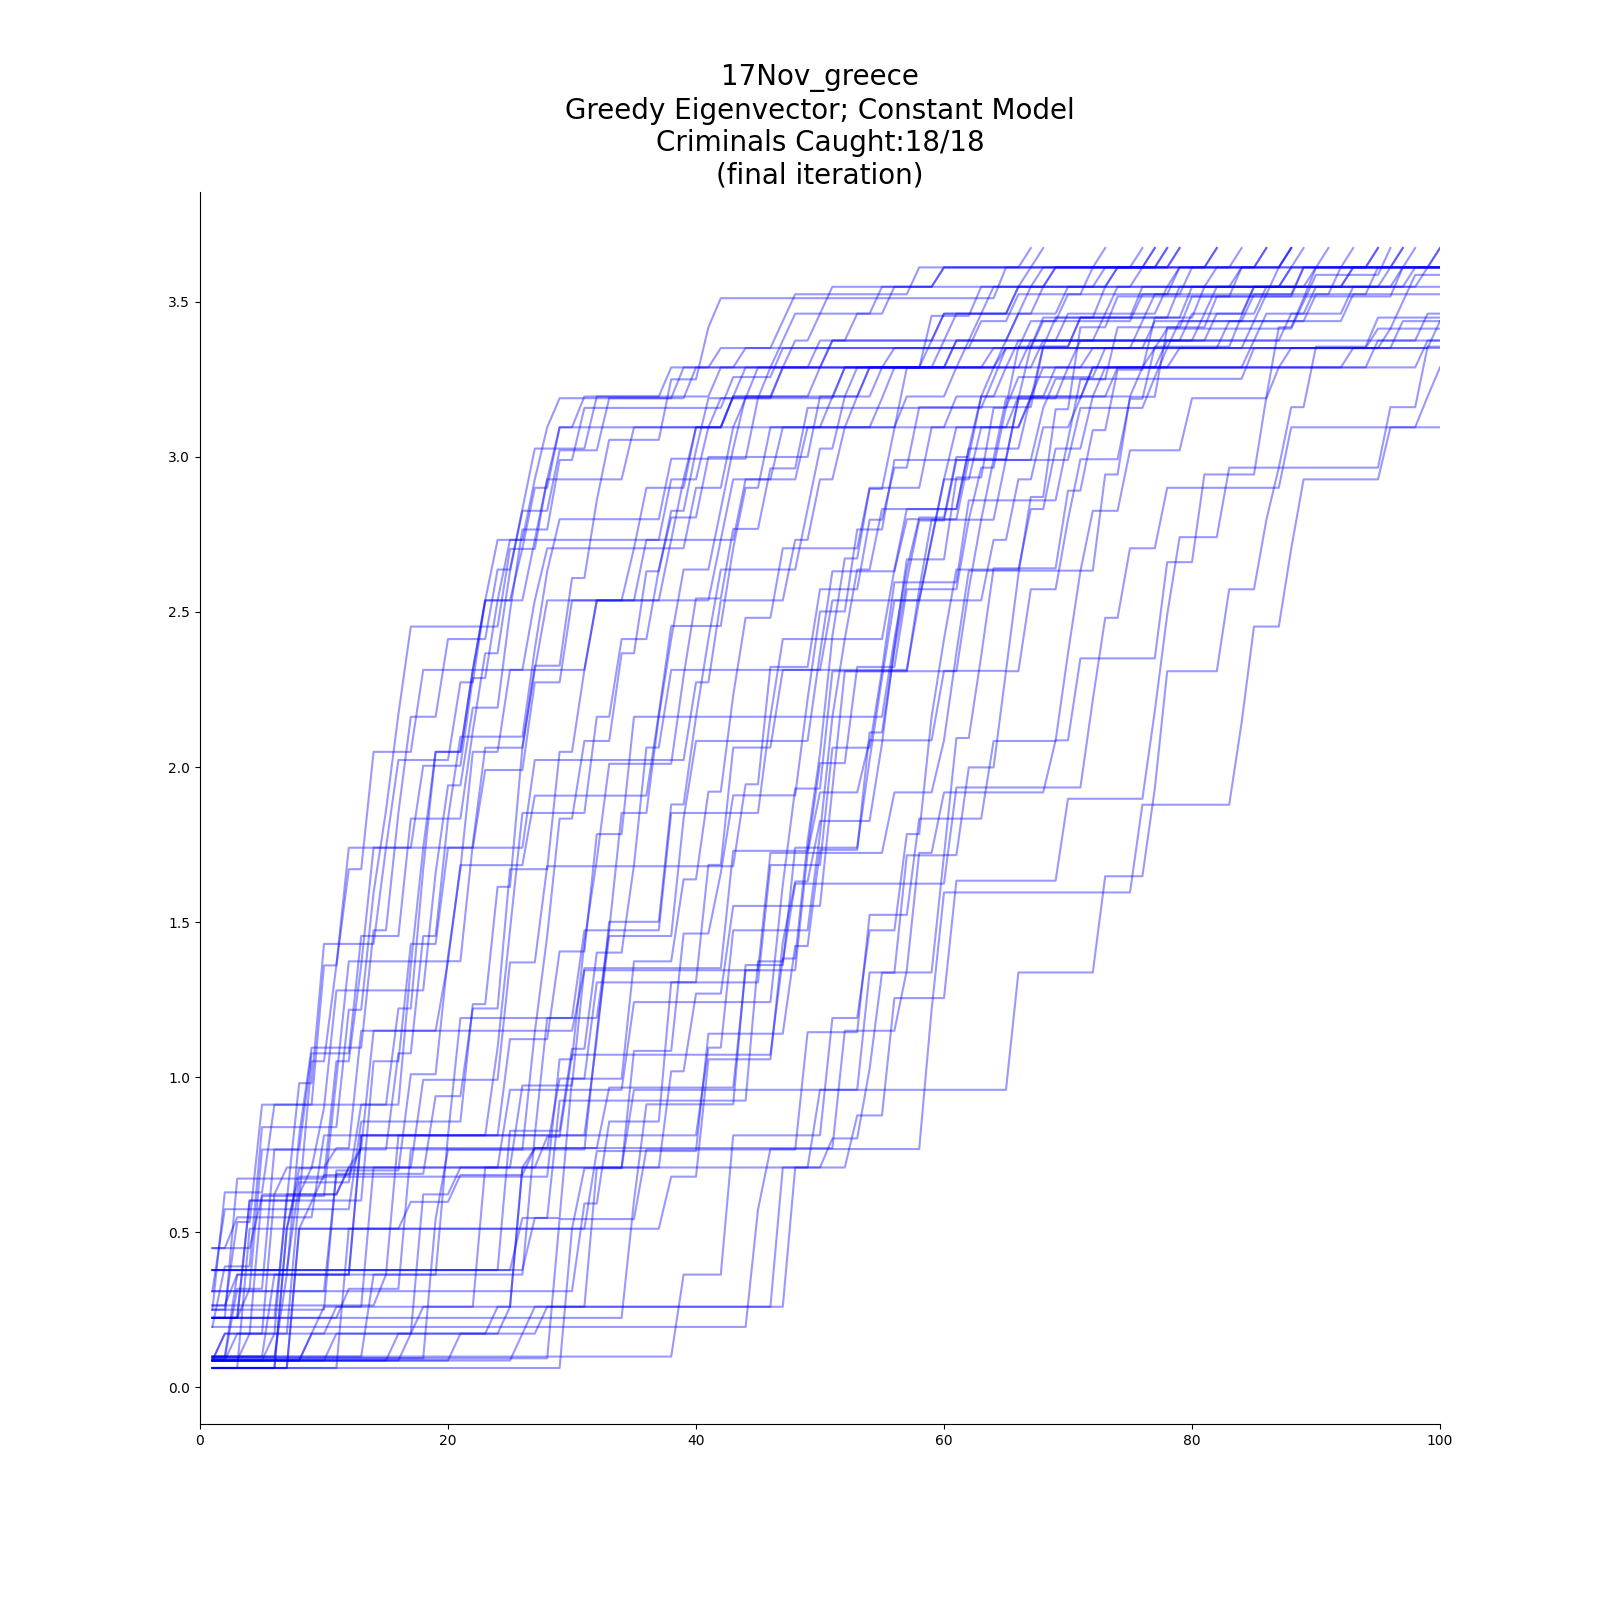 17Nov_greece
Greedy Eigenvector; Constant Model
Criminals Caught:18/18
(final iteration)
3.5
3.0
2.5
2.0
1.5
1.0
0.5
0.0
0 20 40 60 80 100